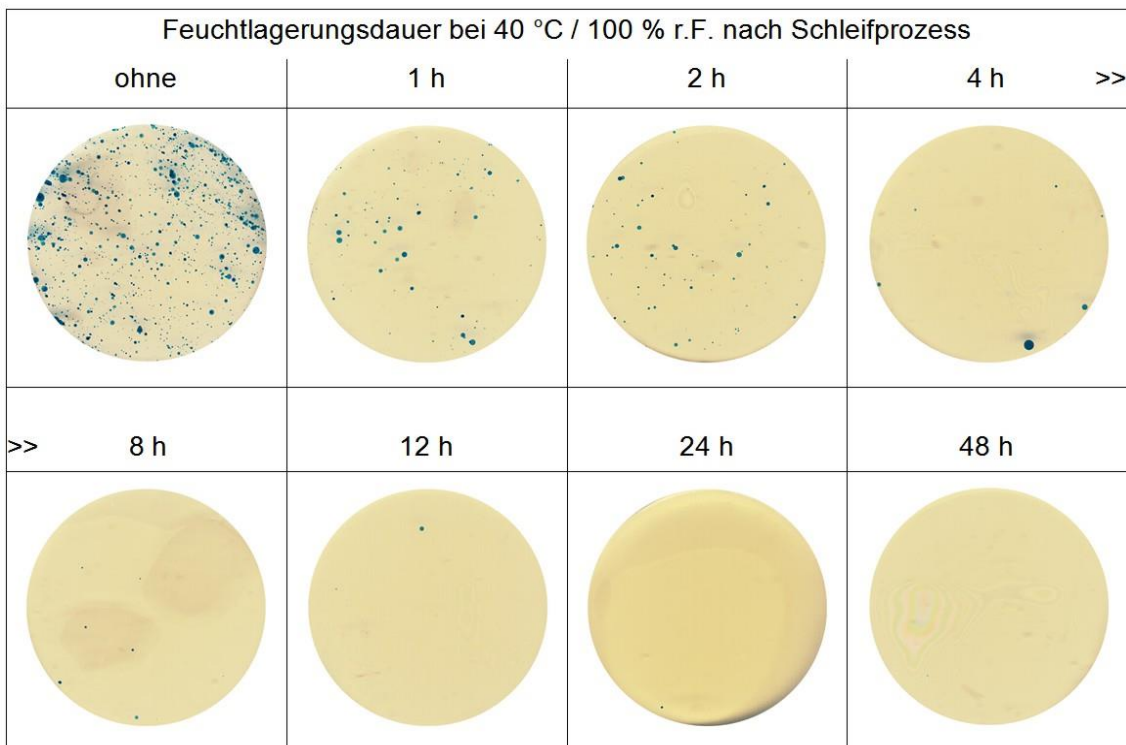 Feuchtlagerungsdauer bei 40 °C / 100 % r.F. nach Schleifprozess
ohne 1 h 2 h 4 h >>
>> 8 h 12 h 24 h 48 h